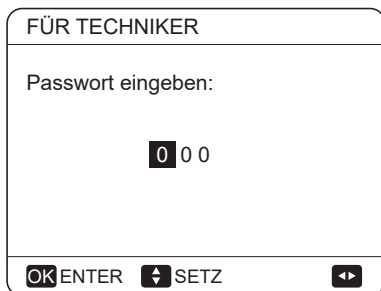 FÜR TECHNIKER
Passwort eingeben:
0 0 0
OK ENTER SETZ